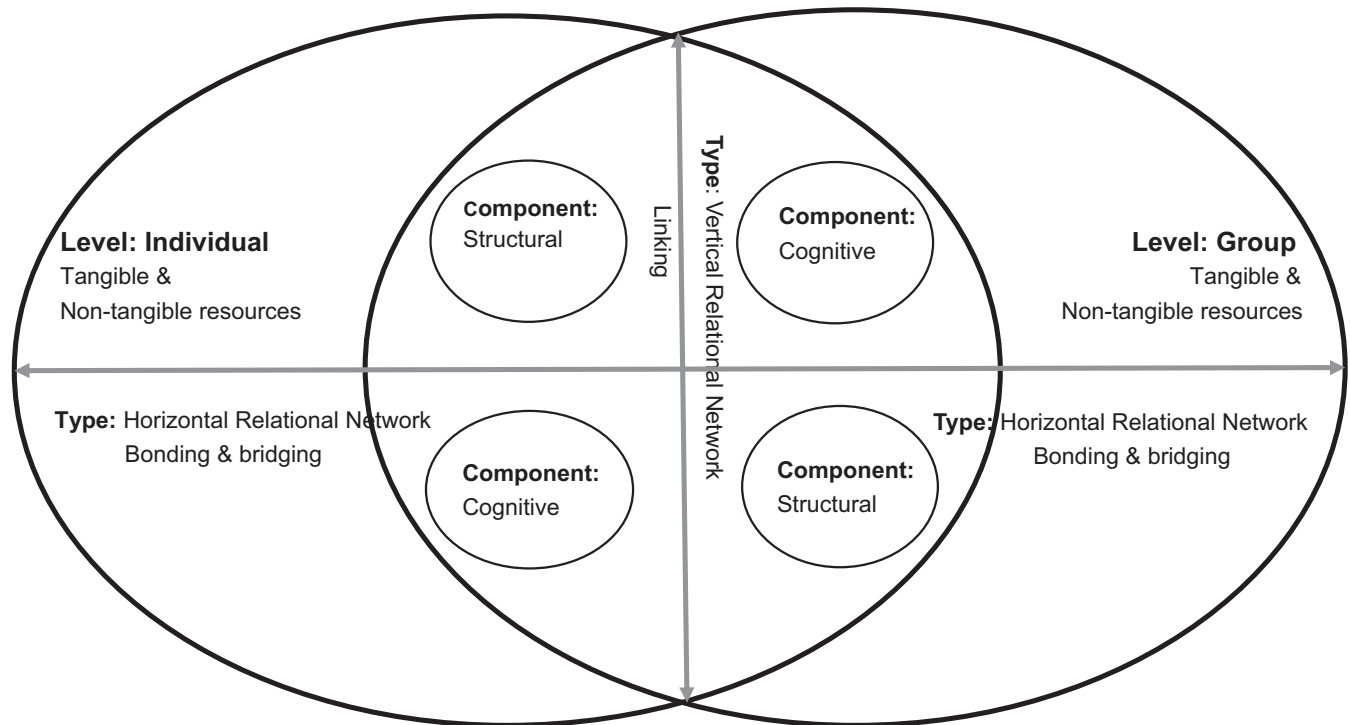 Level: Individual
Tangible &
Non-tangible resources
Type: Horizontal Relational Network
Bonding & bridging
Component:
Structural
Component:
Cognitive
Linking
Type: Vertical Relational Network
Component:
Cognitive
Component:
Structural
Level: Group
Tangible &
Non-tangible resources
Type: Horizontal Relational Network
Bonding & bridging